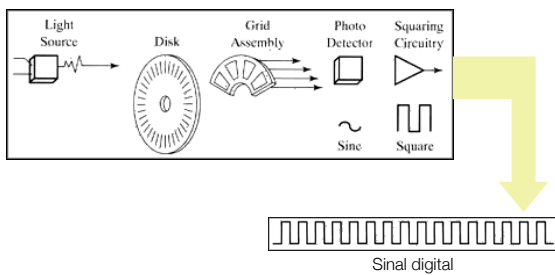 Light
Source
Disk
Grid
Assembly
Photo
Detector
Squaring
Circuitry
Sine
Square
Sinal digital